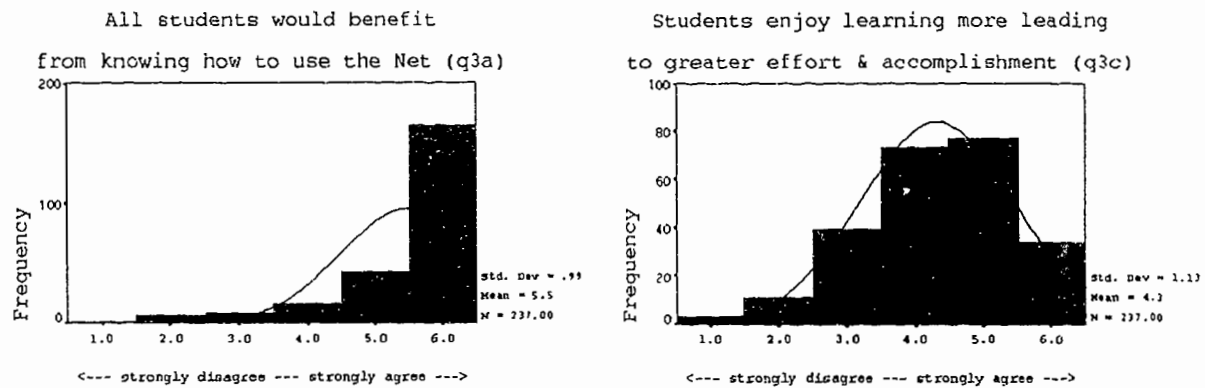 All students would benefit
from knowing how to use the Net (q3a)
200
100
0
Frequency
1.0 2.0 3.0 4.0 5.0 6.0
Std. Dev = .99
Mean = 5.5
N = 237.00
<--- strongly disagree --- strongly agree --->
Students enjoy learning more leading
to greater effort & accomplishment (q3c)
100
80
60
40
20
0
Frequency
1.0 2.0 3.0 4.0 5.0 6.0
Std. Dev = 1.13
Mean = 4.3
N = 237.00
<--- strongly disagree --- strongly agree --->